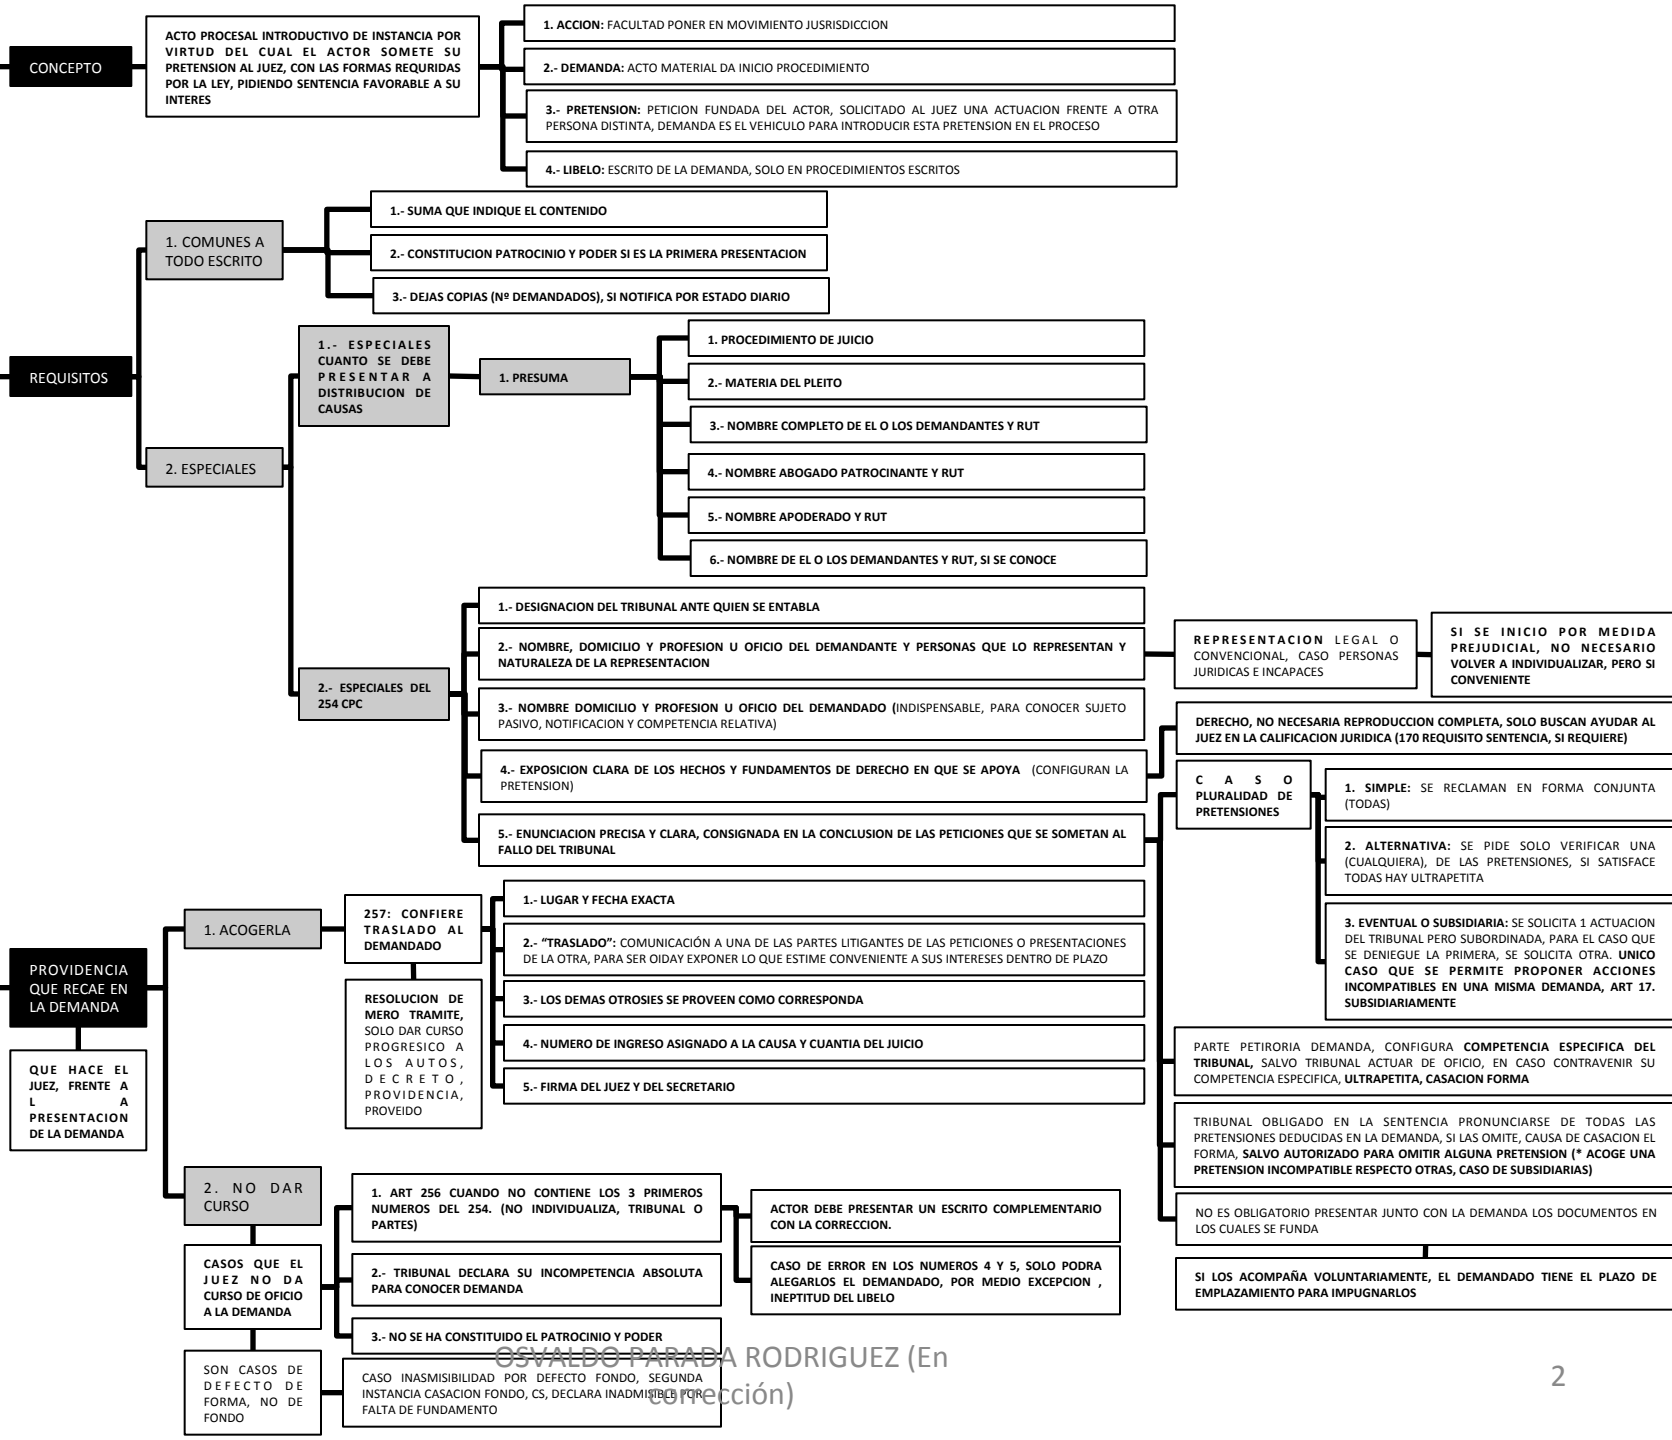 CONCEPTO
ACTO PROCESAL INTRODUCTIVO DE INSTANCIA POR
VIRTUD DEL CUAL EL ACTOR SOMETE SU
PRETENSION AL JUEZ, CON LAS FORMAS REQURIDAS
POR LA LEY, PIDIENDO SENTENCIA FAVORABLE A SU
INTERES
1. ACCION: FACULTAD PONER EN MOVIMIENTO JUSRISDICCION
2.- DEMANDA: ACTO MATERIAL DA INICIO PROCEDIMIENTO
3.- PRETENSION: PETICION FUNDADA DEL ACTOR, SOLICITADO AL JUEZ UNA ACTUACION FRENTE A OTRA
PERSONA DISTINTA, DEMANDA ES EL VEHICULO PARA INTRODUCIR ESTA PRETENSION EN EL PROCESO
4.- LIBELO: ESCRITO DE LA DEMANDA, SOLO EN PROCEDIMIENTOS ESCRITOS
REQUISITOS
1. COMUNES A
TODO ESCRITO
1.- SUMA QUE INDIQUE EL CONTENIDO
2.- CONSTITUCION PATROCINIO Y PODER SI ES LA PRIMERA PRESENTACION
3.- DEJAS COPIAS (Nº DEMANDADOS), SI NOTIFICA POR ESTADO DIARIO
2. ESPECIALES
1.- ESPECIALES
CUANTO SE DEBE
PRESENTAR A
DISTRIBUCION DE
CAUSAS
1. PRESUMA
1. PROCEDIMIENTO DE JUICIO
2.- MATERIA DEL PLEITO
3.- NOMBRE COMPLETO DE EL O LOS DEMANDANTES Y RUT
4.- NOMBRE ABOGADO PATROCINANTE Y RUT
5.- NOMBRE APODERADO Y RUT
6.- NOMBRE DE EL O LOS DEMANDANTES Y RUT, SI SE CONOCE
2.- ESPECIALES DEL
254 CPC
1.- DESIGNACION DEL TRIBUNAL ANTE QUIEN SE ENTABLA
2.- NOMBRE, DOMICILIO Y PROFESION U OFICIO DEL DEMANDANTE Y PERSONAS QUE LO REPRESENTAN Y
NATURALEZA DE LA REPRESENTACION
REPRESENTACION LEGAL O
CONVENCIONAL, CASO PERSONAS
JURIDICAS E INCAPACES
SI SE INICIO POR MEDIDA
PREJUDICIAL, NO NECESARIO
VOLVER A INDIVIDUALIZAR, PERO SI
CONVENIENTE
3.- NOMBRE DOMICILIO Y PROFESION U OFICIO DEL DEMANDADO (INDISPENSABLE, PARA CONOCER SUJETO
PASIVO, NOTIFICACION Y COMPETENCIA RELATIVA)
4.- EXPOSICION CLARA DE LOS HECHOS Y FUNDAMENTOS DE DERECHO EN QUE SE APOYA (CONFIGURAN LA
PRETENSION)
DERECHO, NO NECESARIA REPRODUCCION COMPLETA, SOLO BUSCAN AYUDAR AL
JUEZ EN LA CALIFICACION JURIDICA (170 REQUISITO SENTENCIA, SI REQUIERE)
5.- ENUNCIACION PRECISA Y CLARA, CONSIGNADA EN LA CONCLUSION DE LAS PETICIONES QUE SE SOMETAN AL
FALLO DEL TRIBUNAL
CASO
PLURALIDAD DE
PRETENSIONES
1. SIMPLE: SE RECLAMAN EN FORMA CONJUNTA
(TODAS)
2. ALTERNATIVA: SE PIDE SOLO VERIFICAR UNA
(CUALQUIERA), DE LAS PRETENSIONES, SI SATISFACE
TODAS HAY ULTRAPETITA
3. EVENTUAL O SUBSIDIARIA: SE SOLICITA 1 ACTUACION
DEL TRIBUNAL PERO SUBORDINADA, PARA EL CASO QUE
SE DENIEGUE LA PRIMERA, SE SOLICITA OTRA. UNICO
CASO QUE SE PERMITE PROPONER ACCIONES
INCOMPATIBLES EN UNA MISMA DEMANDA, ART 17.
SUBSIDIARIAMENTE
PARTE PETIRORIA DEMANDA, CONFIGURA COMPETENCIA ESPECIFICA DEL
TRIBUNAL, SALVO TRIBUNAL ACTUAR DE OFICIO, EN CASO CONTRAVENIR SU
COMPETENCIA ESPECIFICA, ULTRAPETITA, CASACION FORMA
TRIBUNAL OBLIGADO EN LA SENTENCIA PRONUNCIARSE DE TODAS LAS
PRETENSIONES DEDUCIDAS EN LA DEMANDA, SI LAS OMITE, CAUSA DE CASACION EL
FORMA, SALVO AUTORIZADO PARA OMITIR ALGUNA PRETENSION (* ACOGE UNA
PRETENSION INCOMPATIBLE RESPECTO OTRAS, CASO DE SUBSIDIARIAS)
NO ES OBLIGATORIO PRESENTAR JUNTO CON LA DEMANDA LOS DOCUMENTOS EN
LOS CUALES SE FUNDA
SI LOS ACOMPAÑA VOLUNTARIAMENTE, EL DEMANDADO TIENE EL PLAZO DE
EMPLAZAMIENTO PARA IMPUGNARLOS
PROVIDENCIA
QUE RECAE EN
LA DEMANDA
QUE HACE EL
JUEZ, FRENTE A
L A
PRESENTACION
DE LA DEMANDA
1. ACOGERLA
257: CONFIERE
TRASLADO AL
DEMANDADO
RESOLUCION DE
MERO TRAMITE,
SOLO DAR CURSO
PROGRESICO A
LOS AUTOS,
DECRETO,
PROVIDENCIA,
PROVEIDO
1.- LUGAR Y FECHA EXACTA
2.- “TRASLADO”: COMUNICACIÓN A UNA DE LAS PARTES LITIGANTES DE LAS PETICIONES O PRESENTACIONES
DE LA OTRA, PARA SER OIDAY EXPONER LO QUE ESTIME CONVENIENTE A SUS INTERESES DENTRO DE PLAZO
3.- LOS DEMAS OTROSIES SE PROVEEN COMO CORRESPONDA
4.- NUMERO DE INGRESO ASIGNADO A LA CAUSA Y CUANTIA DEL JUICIO
5.- FIRMA DEL JUEZ Y DEL SECRETARIO
2. NO DAR
CURSO
CASOS QUE EL
JUEZ NO DA
CURSO DE OFICIO
A LA DEMANDA
SON CASOS DE
DEFECTO DE
FORMA, NO DE
FONDO
1. ART 256 CUANDO NO CONTIENE LOS 3 PRIMEROS
NUMEROS DEL 254. (NO INDIVIDUALIZA, TRIBUNAL O
PARTES)
ACTOR DEBE PRESENTAR UN ESCRITO COMPLEMENTARIO
CON LA CORRECCION.
CASO DE ERROR EN LOS NUMEROS 4 Y 5, SOLO PODRA
ALEGARLOS EL DEMANDADO, POR MEDIO EXCEPCION ,
INEPTITUD DEL LIBELO
2.- TRIBUNAL DECLARA SU INCOMPETENCIA ABSOLUTA
PARA CONOCER DEMANDA
3.- NO SE HA CONSTITUIDO EL PATROCINIO Y PODER
CASO INASMISIBILIDAD POR DEFECTO FONDO, SEGUNDA
INSTANCIA CASACION FONDO, CS, DECLARA INADMISIBLE POR
FALTA DE FUNDAMENTO
OSVALDO PARADA RODRIGUEZ (En
corrección)
2